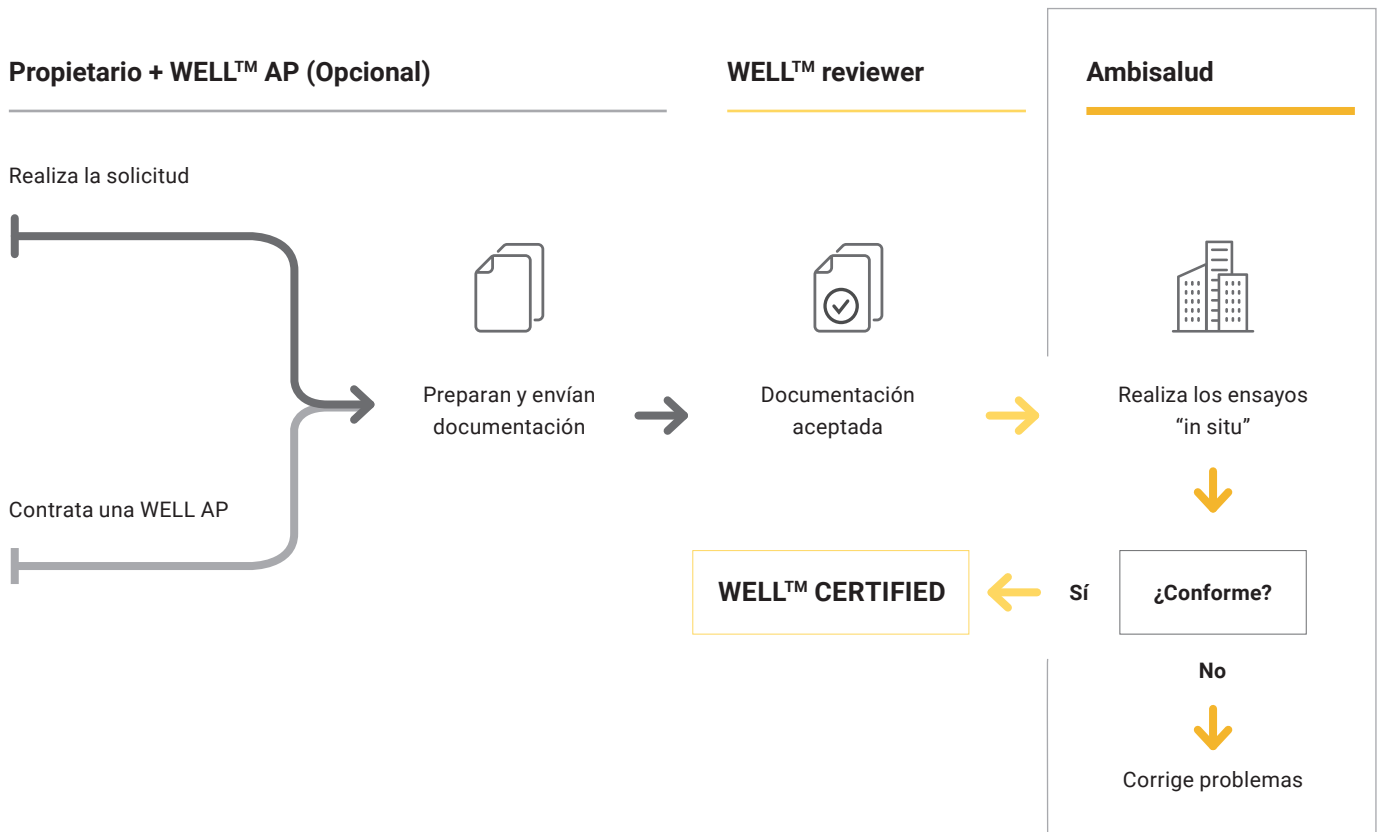 Propietario + WELL™ AP (Opcional)
WELL™ reviewer
Ambisalud
Realiza la solicitud
Preparan y envían
documentación
Documentación
aceptada
Realiza los ensayos
“in situ”
Contrata una WELL AP
WELL™ CERTIFIED
Sí
¿Conforme?
No
Corrige problemas